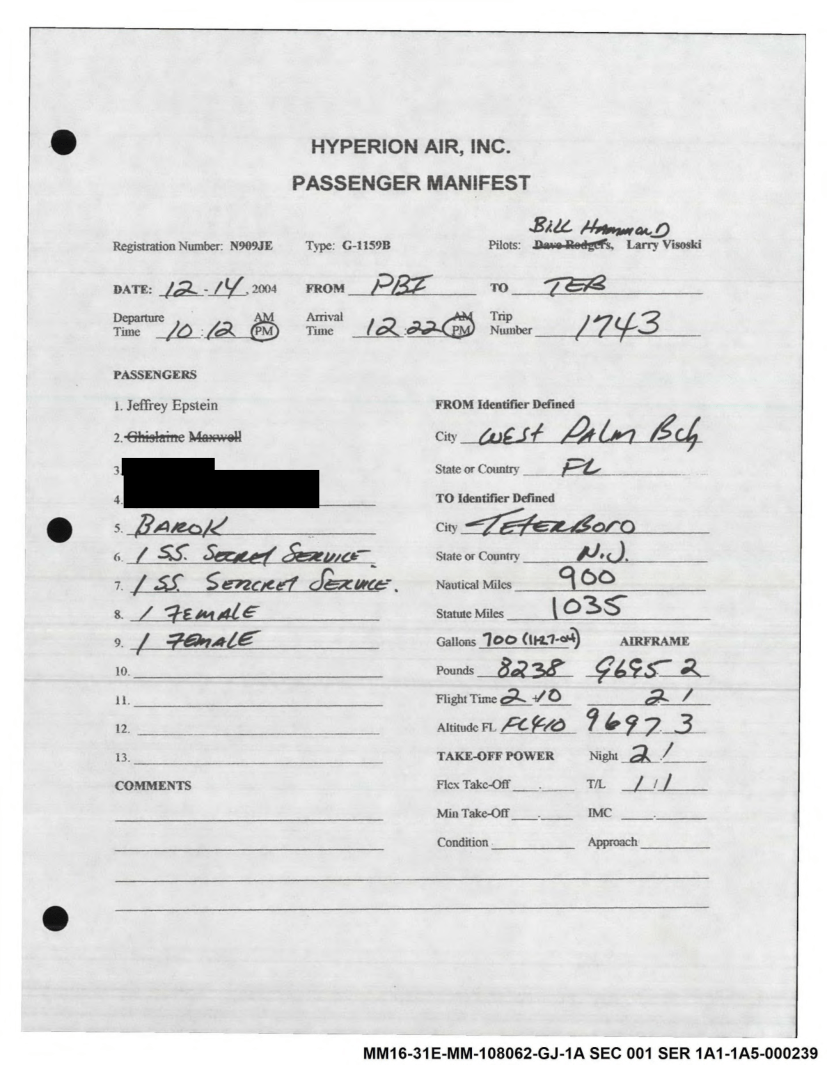 HYPERION AIR, INC.
PASSENGER MANIFEST
Bill Hammond
Registration Number: N909JE Type: G-1159B Pilots: Dave Rodgers, Larry Visoski
DATE: 12-14, 2004 FROM PBI TO TEB
Departure Time 10:12 AM PM Arrival Time 12 22 AM PM Trip Number 1743
PASSENGERS
1. Jeffrey Epstein
2. Ghislaine Maxwell
3.
4.
5. BAROK
6. 1 SS. SECRET SERVICE.
7. 1 SS. SENCRET SERVICE.
8. 1 FEMALE
9. 1 FEMALE
10.
11.
12.
13.
COMMENTS
FROM Identifier Defined
City WEST PALM Bch
State or Country FL
TO Identifier Defined
City TETERBORO
State or Country N.J.
Nautical Miles 900
Statute Miles 1035
Gallons 700 (11-27-04) AIRFRAME
Pounds 8238 9695 2
Flight Time 2+10 2 1
Altitude FL FL410 9697 3
TAKE-OFF POWER Night 2 1
Flex Take-Off T/L 1 / 1
Min Take-Off IMC
Condition Approach
MM16-31E-MM-108062-GJ-1A SEC 001 SER 1A1-1A5-000239